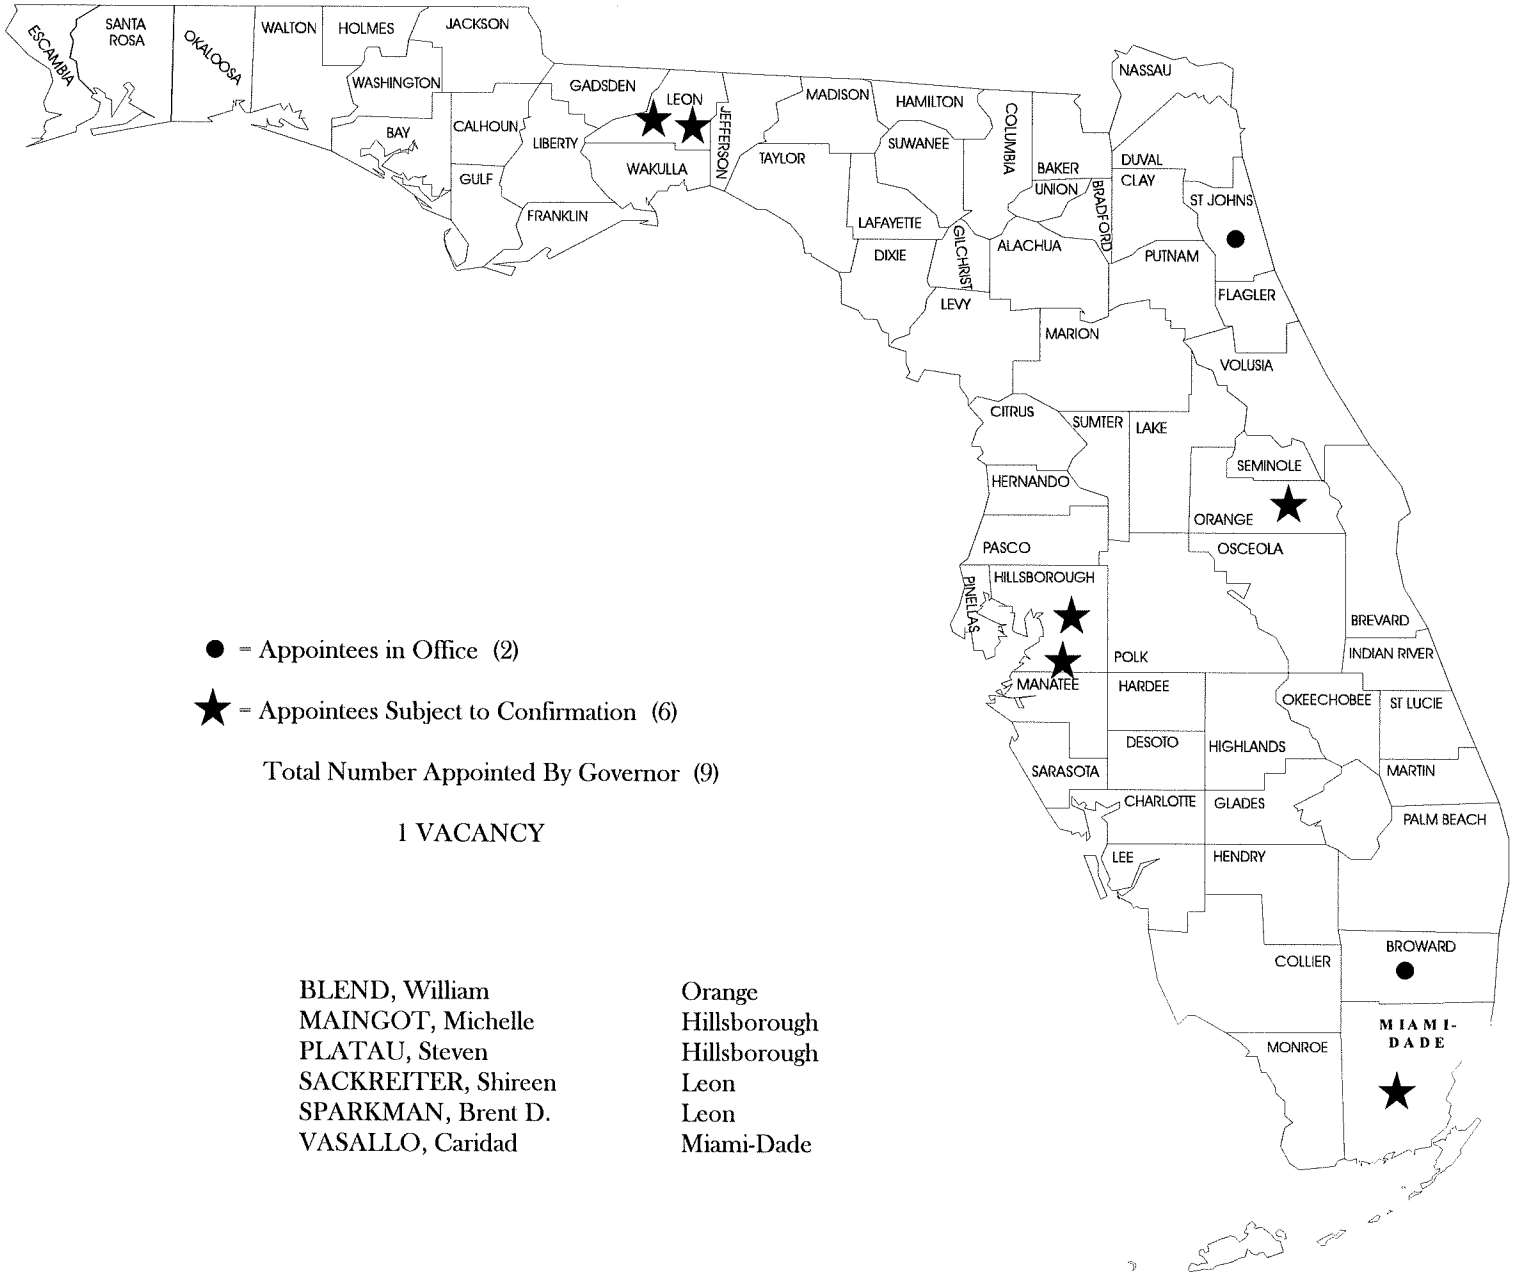 ESCAMBIA
SANTA
ROSA
OKALOOSA
WALTON
HOLMES
JACKSON
WASHINGTON
BAY
CALHOUN
GULF
GADSDEN
LIBERTY
FRANKLIN
LEON
WAKULLA
JEFFERSON
MADISON
TAYLOR
HAMILTON
SUWANEE
LAFAYETTE
DIXIE
COLUMBIA
GILCHRIST
LEVY
BAKER
UNION
BRADFORD
ALACHUA
NASSAU
DUVAL
CLAY
ST JOHNS
PUTNAM
FLAGLER
MARION
VOLUSIA
CITRUS
SUMTER
LAKE
SEMINOLE
HERNANDO
ORANGE
PASCO
OSCEOLA
PINELLAS
HILLSBOROUGH
BREVARD
POLK
INDIAN RIVER
MANATEE
HARDEE
OKEECHOBEE
ST LUCIE
DESOTO
HIGHLANDS
SARASOTA
MARTIN
CHARLOTTE
GLADES
PALM BEACH
LEE
HENDRY
COLLIER
BROWARD
MIAMI-
DADE
MONROE
= Appointees in Office (2)
= Appointees Subject to Confirmation (6)
Total Number Appointed By Governor (9)
1 VACANCY
BLEND, William Orange
MAINGOT, Michelle Hillsborough
PLATAU, Steven Hillsborough
SACKREITER, Shireen Leon
SPARKMAN, Brent D. Leon
VASALLO, Caridad Miami-Dade